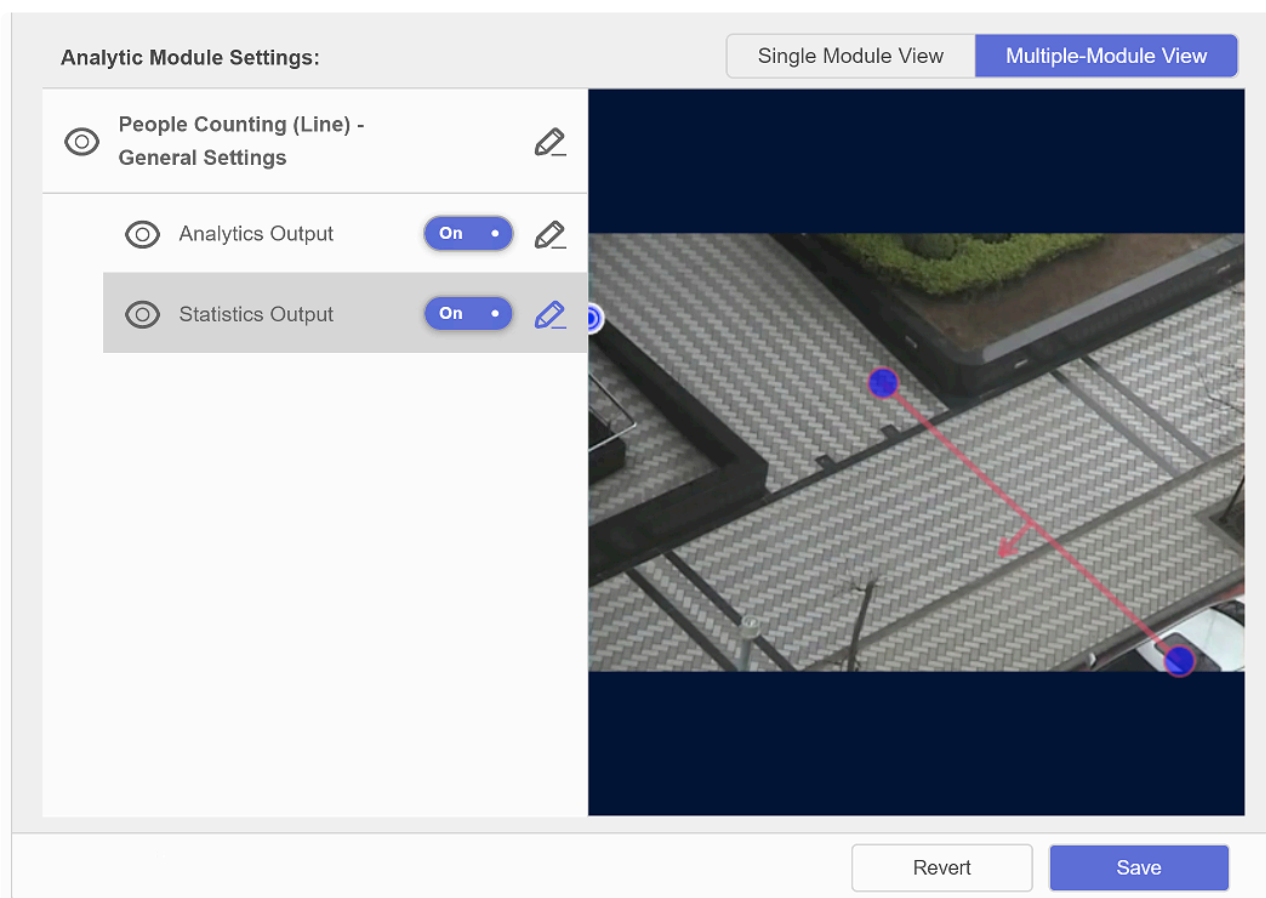 Analytic Module Settings:
Single Module View
Multiple-Module View
People Counting (Line) -
General Settings
Analytics Output
On
Statistics Output
On
Revert
Save